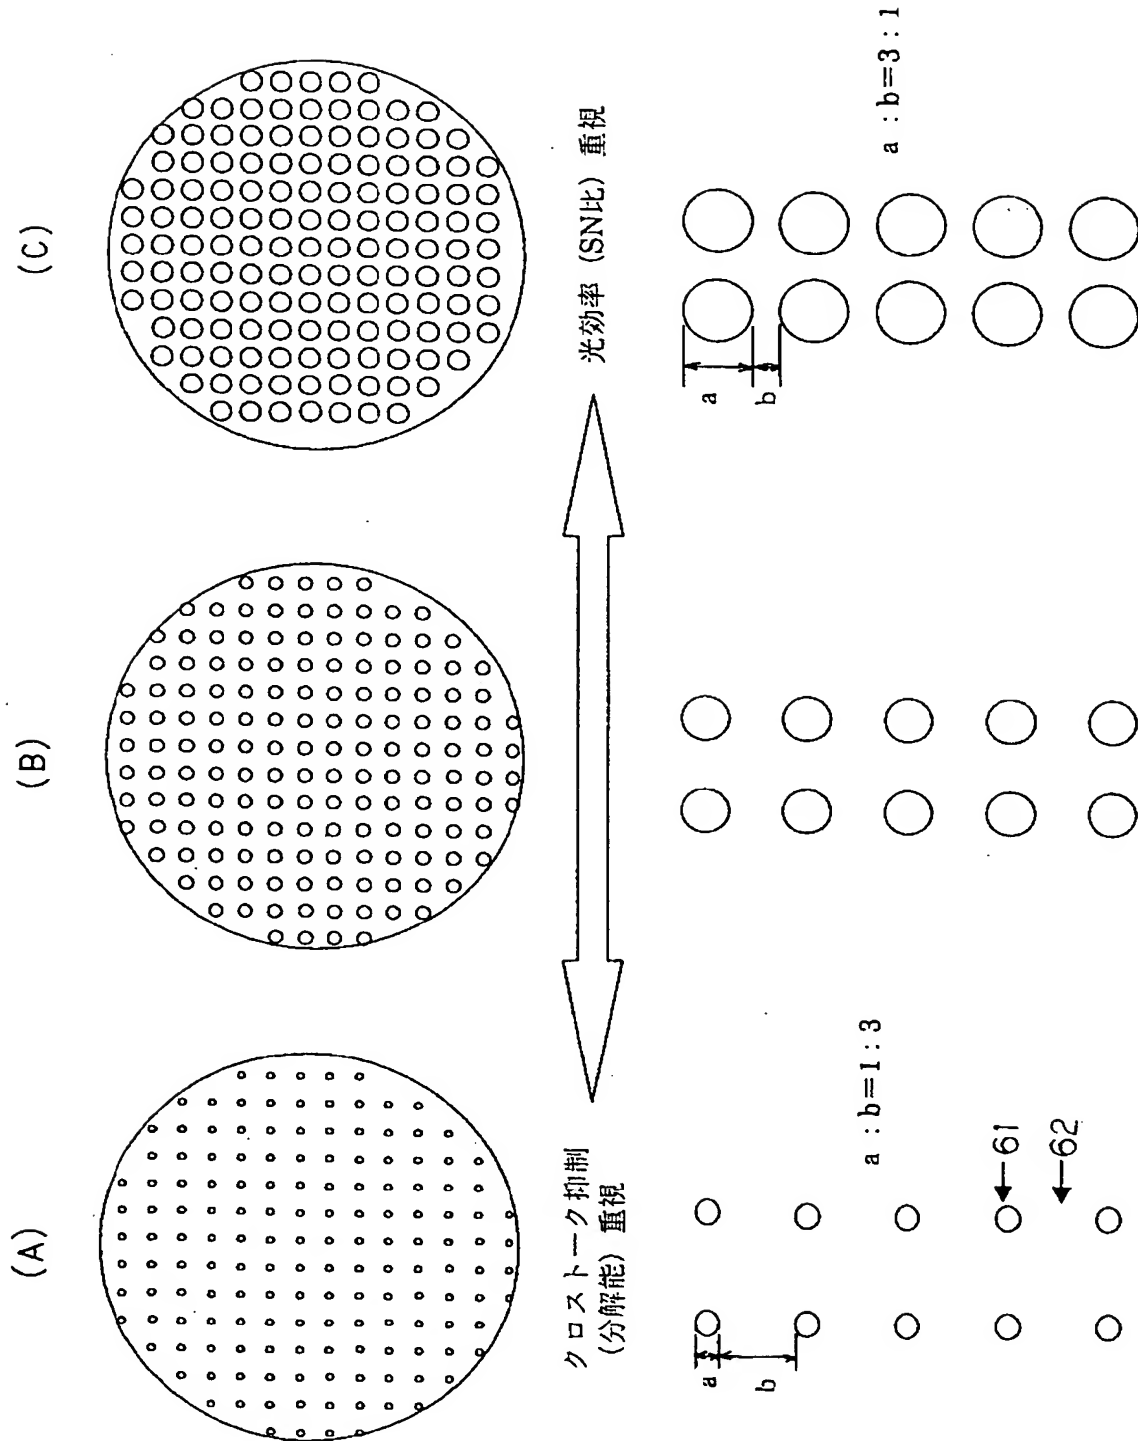 (A)
(B)
(C)
クロストーク抑制
(分解能) 重視
光効率 (SN比) 重視
a
b
a : b=1 : 3
61
62
a
b
a : b=3 : 1